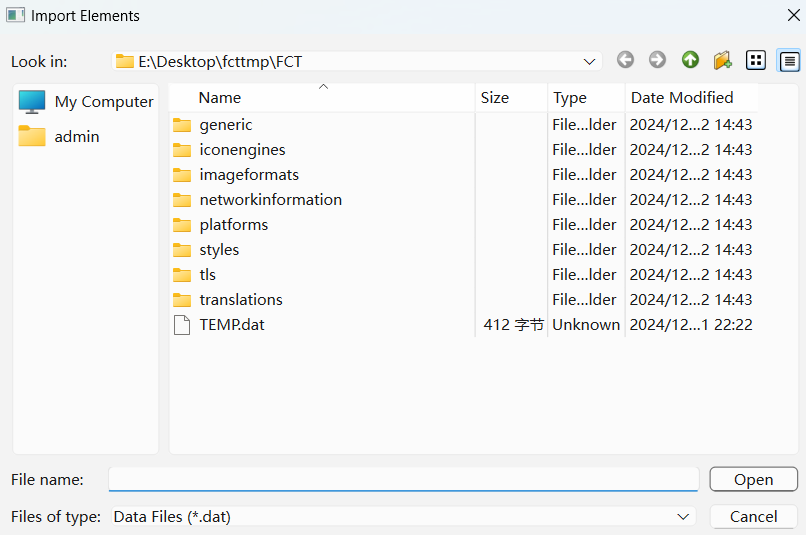 Import Elements
Look in: E:\Desktop\fcttmp\FCT
My Computer
admin
Name Size Type Date Modified
generic File...lder 2024/12...2 14:43
iconengines File...lder 2024/12...2 14:43
imageformats File...lder 2024/12...2 14:43
networkinformation File...lder 2024/12...2 14:43
platforms File...lder 2024/12...2 14:43
styles File...lder 2024/12...2 14:43
tls File...lder 2024/12...2 14:43
translations File...lder 2024/12...2 14:43
TEMP.dat 412 字节 Unknown 2024/12...1 22:22
File name: Open
Files of type: Data Files (*.dat) Cancel